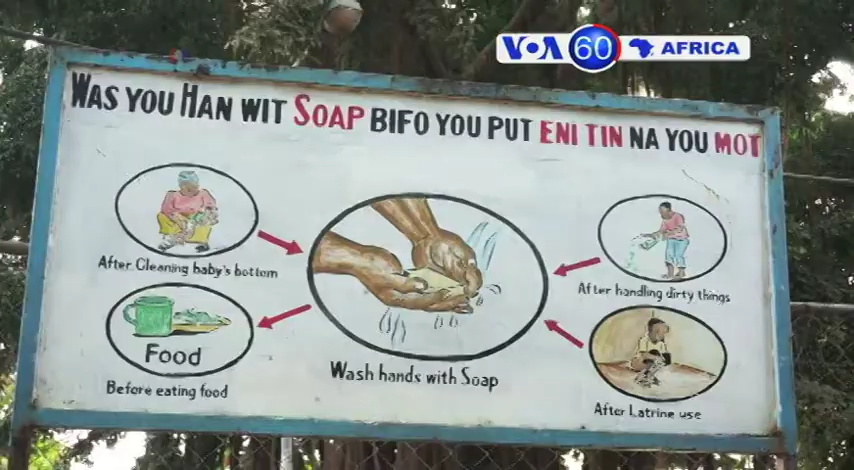 VOA 60 AFRICA
WAS YOU HAN WIT SOAP BIFO YOU PUT ENI TIN NA YOU MOT
After Cleaning baby's bottom
After handling dirty things
Food
Before eating food
Wash hands with Soap
After Latrine use